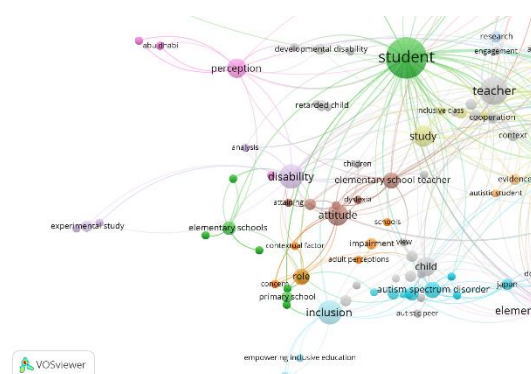 abu dhabi
perception
developmental disability
student
research
engagement
teacher
retarded child
inclusive class
cooperation
study
context
analysis
children
disability
elementary school teacher
evidence
autistic student
attaining
dyslexia
attitude
experimental study
elementary schools
schools
contextual factor
impairment
view
adult perceptions
child
concern
role
autism spectrum disorder
japan
primary school
inclusion
autistic peer
elemen
empowering inclusive education
VOSviewer